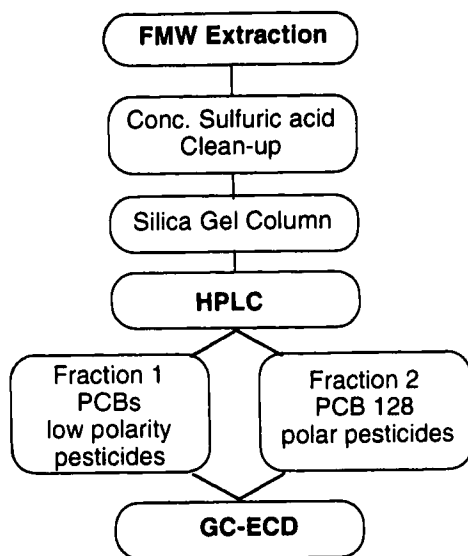 FMW Extraction
Conc. Sulfuric acid
Clean-up
Silica Gel Column
HPLC
Fraction 1
PCBs
low polarity
pesticides
Fraction 2
PCB 128
polar pesticides
GC-ECD